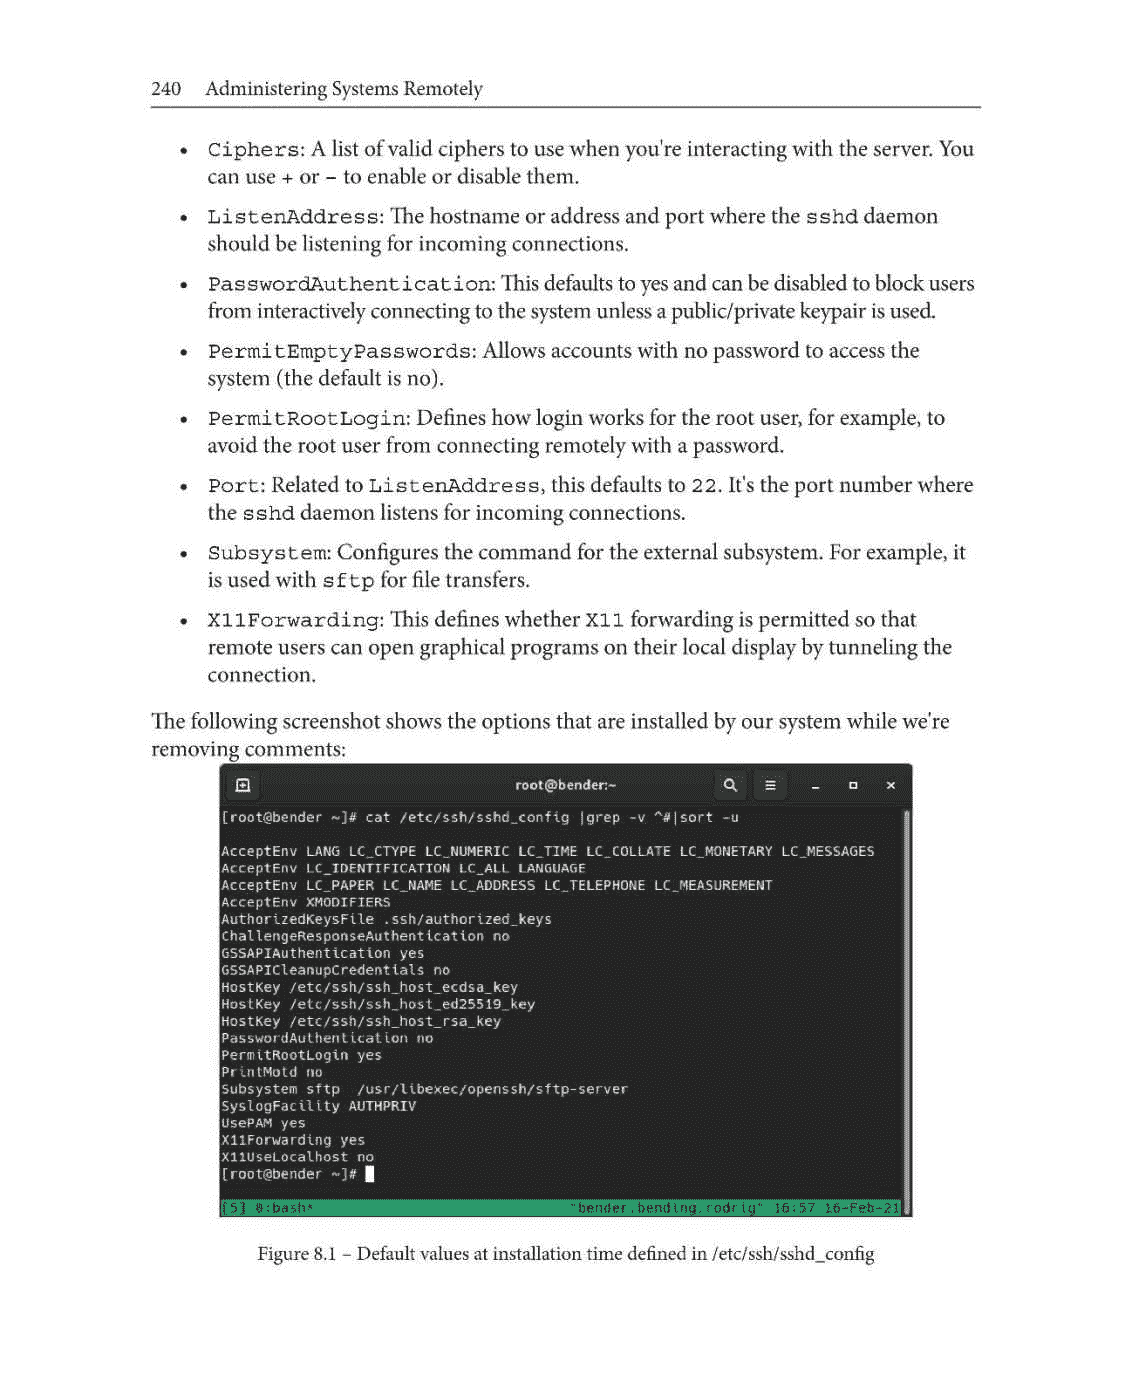 240 Administering Systems Remotely
• Ciphers: A list of valid ciphers to use when you're interacting with the server. You
can use + or – to enable or disable them.
• ListenAddress: The hostname or address and port where the sshd daemon
should be listening for incoming connections.
• PasswordAuthentication: This defaults to yes and can be disabled to block users
from interactively connecting to the system unless a public/private keypair is used.
• PermitEmptyPasswords: Allows accounts with no password to access the
system (the default is no).
• PermitRootLogin: Defines how login works for the root user, for example, to
avoid the root user from connecting remotely with a password.
• Port: Related to ListenAddress, this defaults to 22. It's the port number where
the sshd daemon listens for incoming connections.
• Subsystem: Configures the command for the external subsystem. For example, it
is used with sftp for file transfers.
• X11Forwarding: This defines whether X11 forwarding is permitted so that
remote users can open graphical programs on their local display by tunneling the
connection.
The following screenshot shows the options that are installed by our system while we're
removing comments:
root@bender:~
[root@bender ~]# cat /etc/ssh/sshd_config |grep -v ^#|sort -u
AcceptEnv LANG LC_CTYPE LC_NUMERIC LC_TIME LC_COLLATE LC_MONETARY LC_MESSAGES
AcceptEnv LC_IDENTIFICATION LC_ALL LANGUAGE
AcceptEnv LC_PAPER LC_NAME LC_ADDRESS LC_TELEPHONE LC_MEASUREMENT
AcceptEnv XMODIFIERS
AuthorizedKeysFile .ssh/authorized_keys
ChallengeResponseAuthentication no
GSSAPIAuthentication yes
GSSAPICleanupCredentials no
HostKey /etc/ssh/ssh_host_ecdsa_key
HostKey /etc/ssh/ssh_host_ed25519_key
HostKey /etc/ssh/ssh_host_rsa_key
PasswordAuthentication no
PermitRootLogin yes
PrintMotd no
Subsystem sftp /usr/libexec/openssh/sftp-server
SyslogFacility AUTHPRIV
UsePAM yes
X11Forwarding yes
X11UseLocalhost no
[root@bender ~]#
[5] 0:bash* "bender.bending.rodrig" 16:57 16-Feb-21
Figure 8.1 – Default values at installation time defined in /etc/ssh/sshd_config